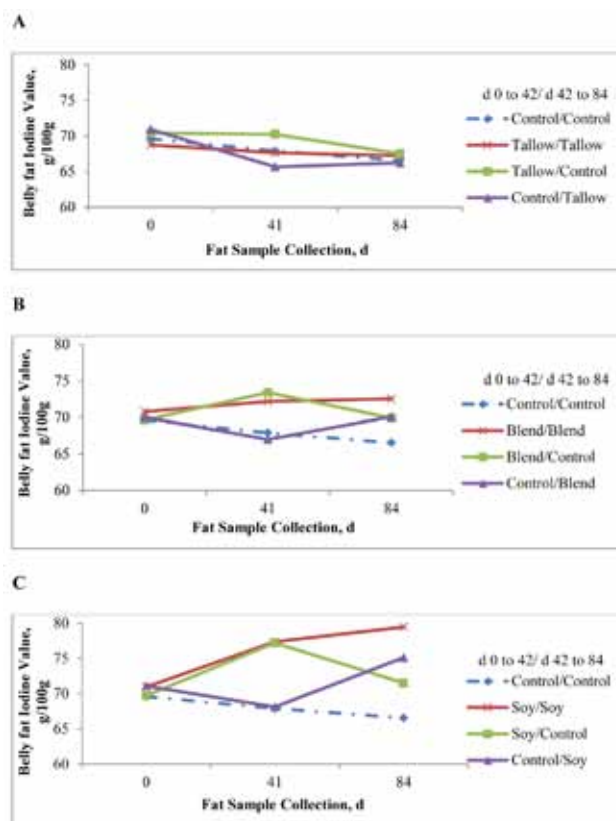 A
Belly fat Iodine Value,
g/100g
80
75
70
65
60
0
41
84
Fat Sample Collection, d
d 0 to 42/ d 42 to 84
Control/Control
Tallow/Tallow
Tallow/Control
Control/Tallow
B
Belly fat Iodine Value,
g/100g
80
75
70
65
60
0
41
84
Fat Sample Collection, d
d 0 to 42/ d 42 to 84
Control/Control
Blend/Blend
Blend/Control
Control/Blend
C
Belly fat Iodine Value,
g/100g
80
75
70
65
60
0
41
84
Fat Sample Collection, d
d 0 to 42/ d 42 to 84
Control/Control
Soy/Soy
Soy/Control
Control/Soy